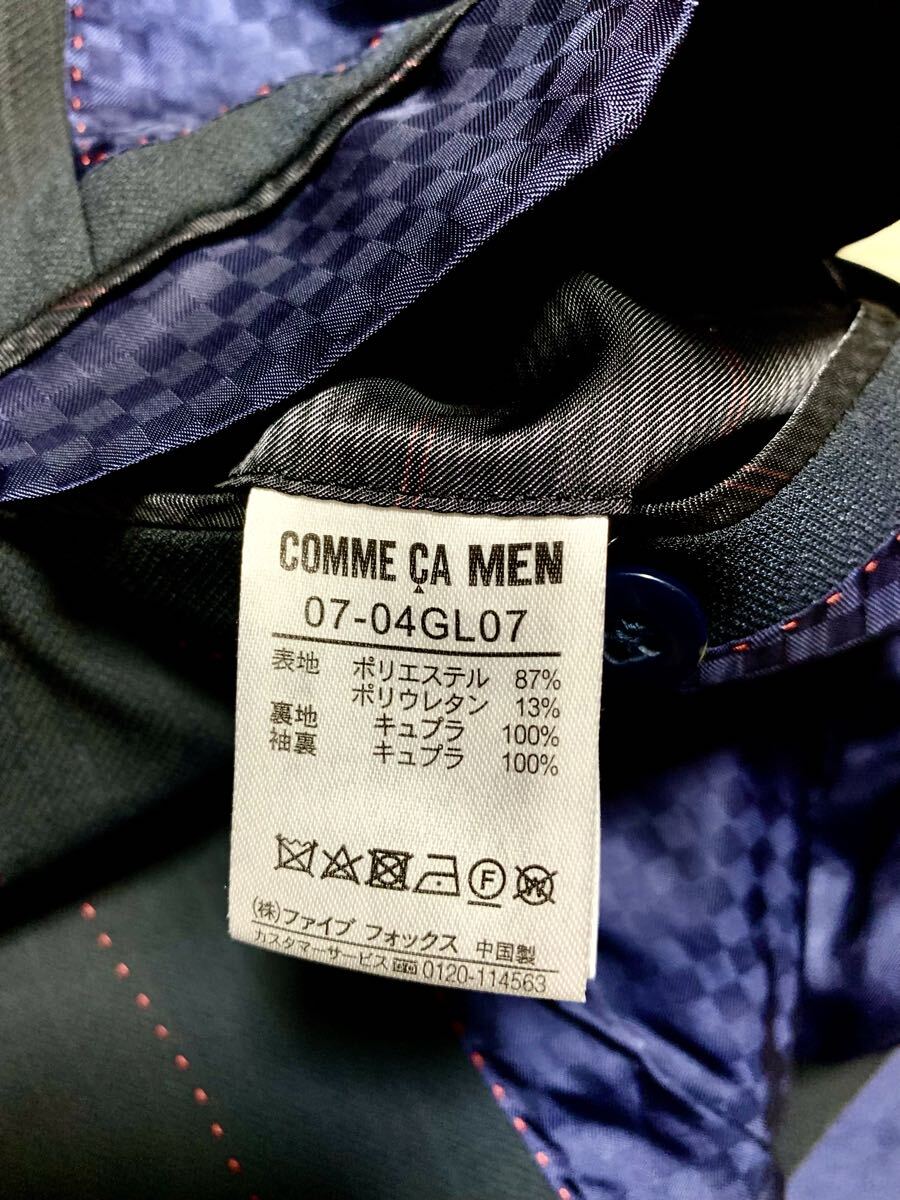 COMME ÇA MEN
07-04GL07
表地 ポリエステル 87%
ポリウレタン 13%
裏地 キュプラ 100%
袖裏 キュプラ 100%
F W
(株)ファイブ フォックス 中国製
カスタマーサービス 0120-114563